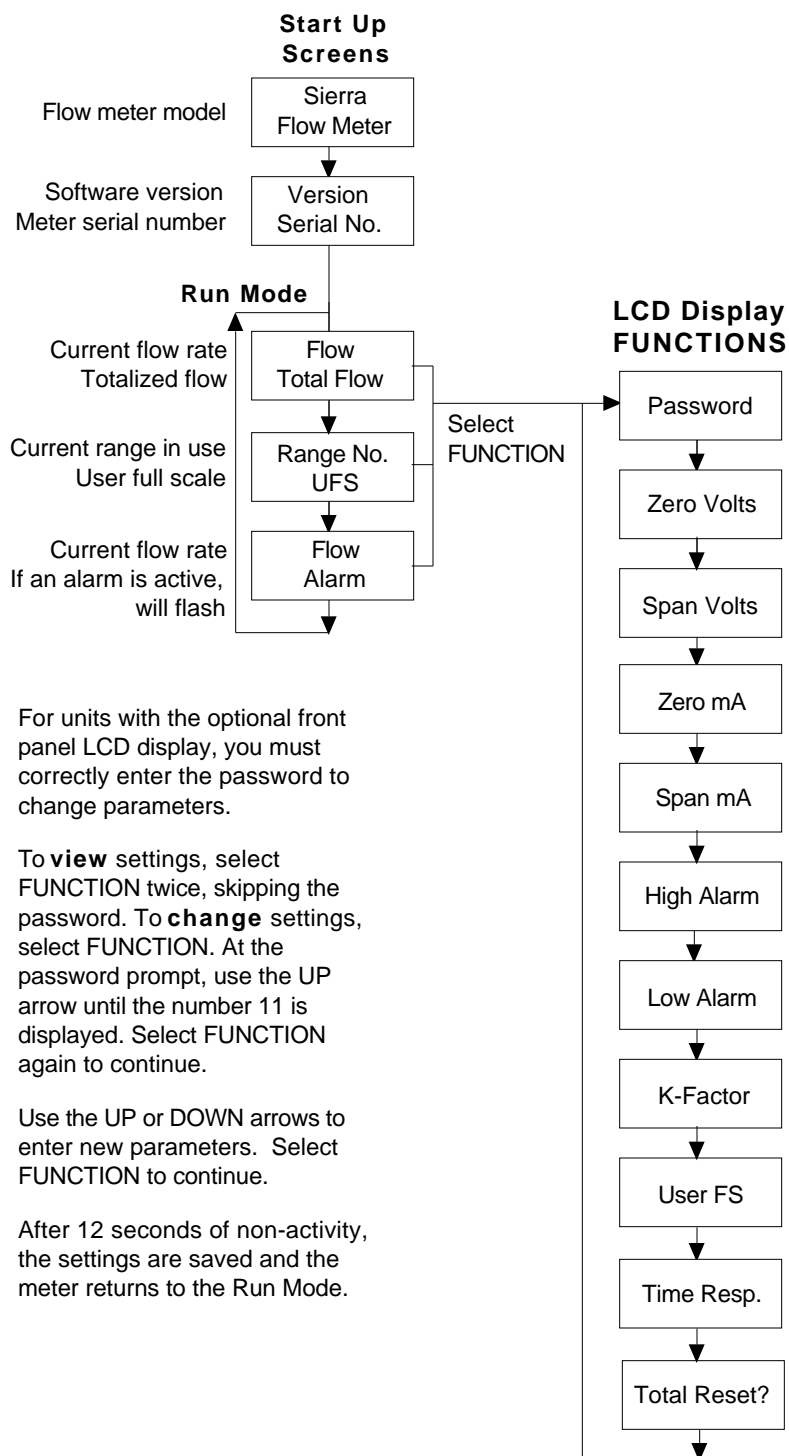 Start Up
Screens
Flow meter model
Sierra
Flow Meter
Software version
Meter serial number
Version
Serial No.
Run Mode
Current flow rate
Totalized flow
Flow
Total Flow
Current range in use
User full scale
Range No.
UFS
Current flow rate
If an alarm is active,
will flash
Flow
Alarm
Select
FUNCTION
LCD Display
FUNCTIONS
Password
Zero Volts
Span Volts
Zero mA
Span mA
High Alarm
Low Alarm
K-Factor
User FS
Time Resp.
Total Reset?
For units with the optional front
panel LCD display, you must
correctly enter the password to
change parameters.
To view settings, select
FUNCTION twice, skipping the
password. To change settings,
select FUNCTION. At the
password prompt, use the UP
arrow until the number 11 is
displayed. Select FUNCTION
again to continue.
Use the UP or DOWN arrows to
enter new parameters.  Select
FUNCTION to continue.
After 12 seconds of non-activity,
the settings are saved and the
meter returns to the Run Mode.